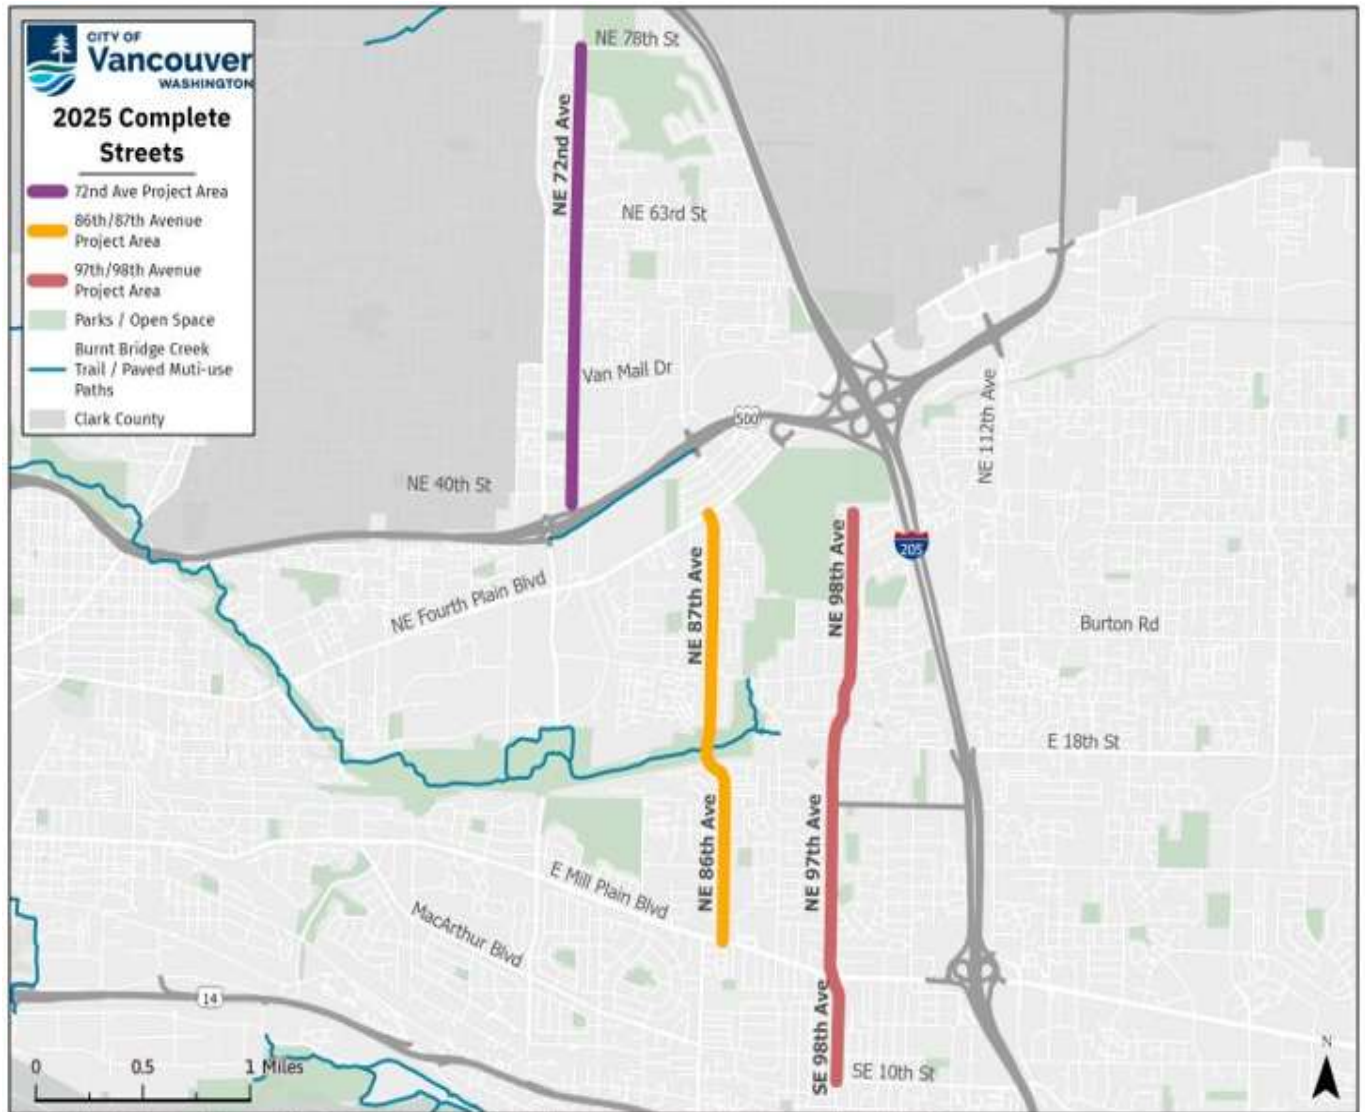 CITY OF
Vancouver
WASHINGTON
2025 Complete
Streets
72nd Ave Project Area
86th/87th Avenue
Project Area
97th/98th Avenue
Project Area
Parks / Open Space
Burnt Bridge Creek
Trail / Paved Muti-use
Paths
Clark County
NE 78th St
NE 72nd Ave
NE 63rd St
Van Mall Dr
500
NE 112th Ave
NE 40th St
205
NE Fourth Plain Blvd
NE 87th Ave
NE 98th Ave
Burton Rd
E 18th St
NE 86th Ave
NE 97th Ave
E Mill Plain Blvd
MacArthur Blvd
14
SE 98th Ave
SE 10th St
0 0.5 1 Miles
N